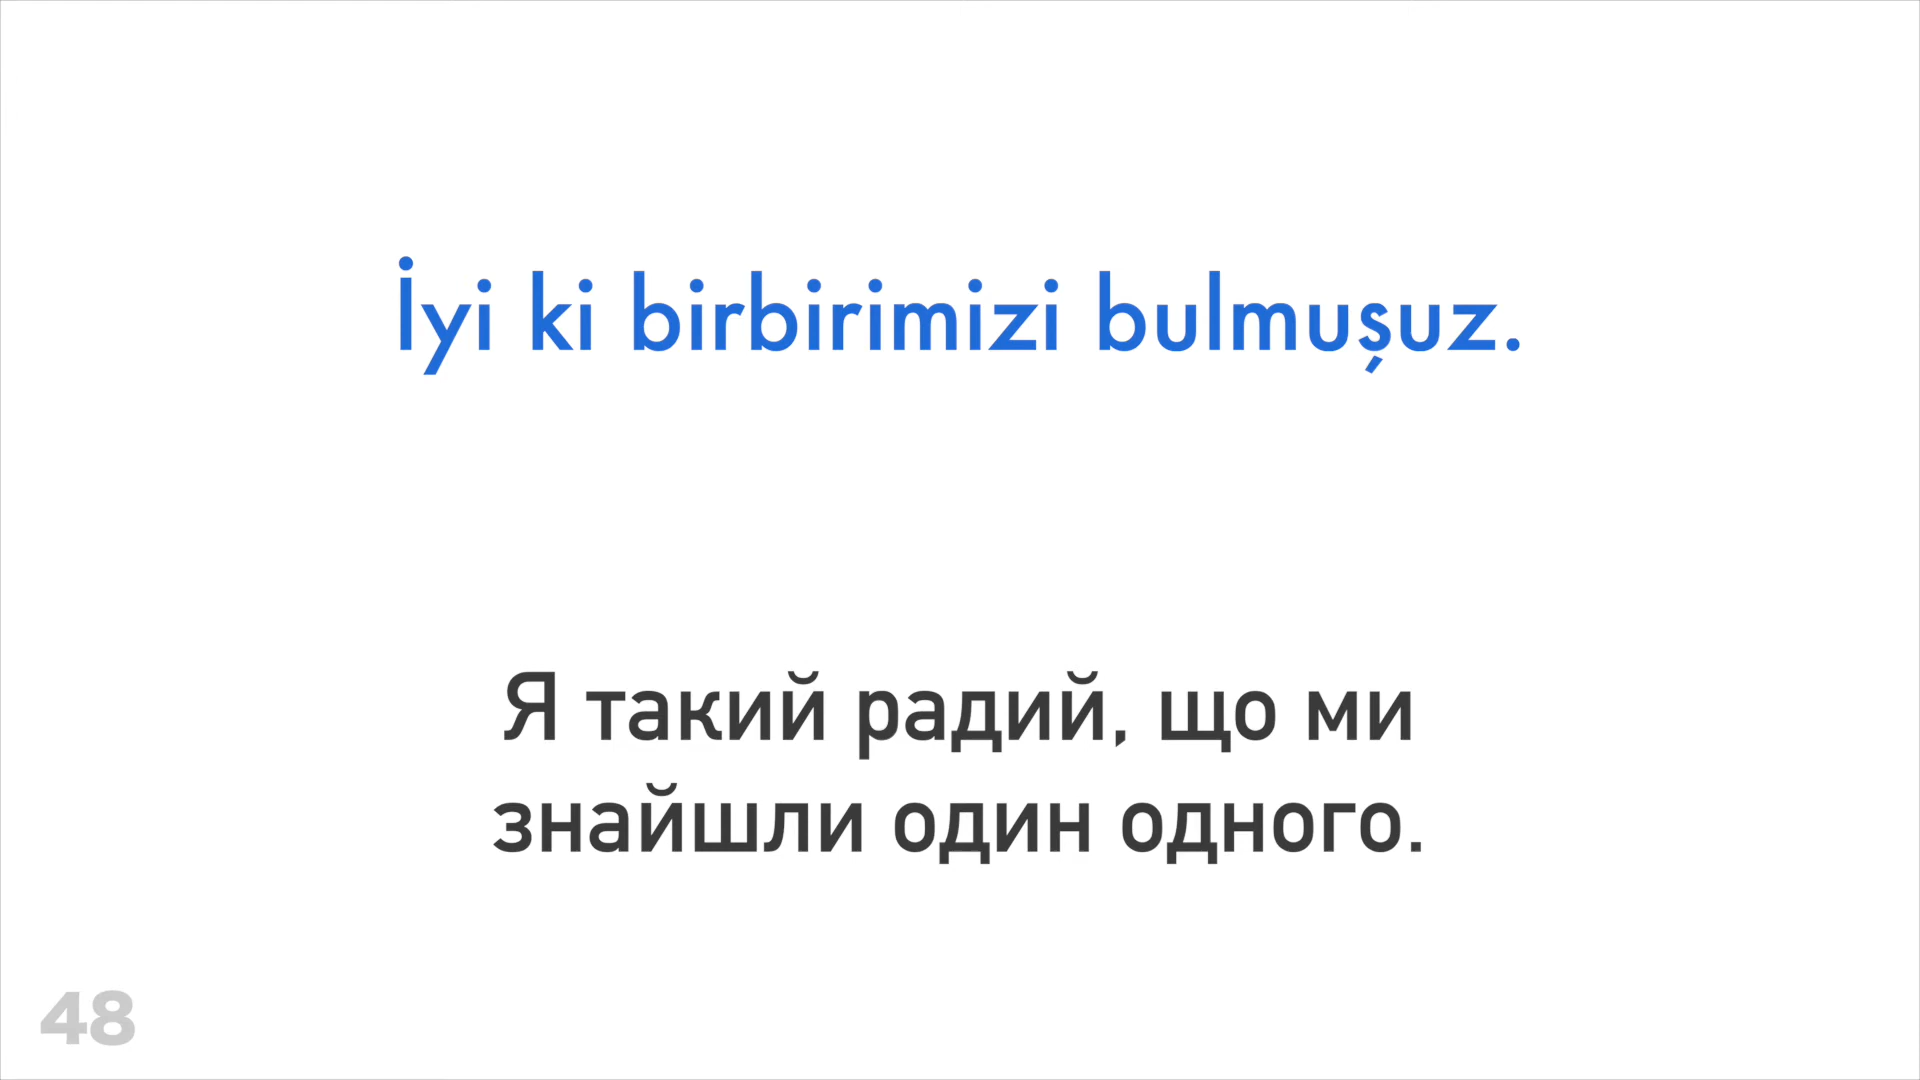 İyi ki birbirimizi bulmuşuz.
Я такий радий, що ми
знайшли один одного.
48